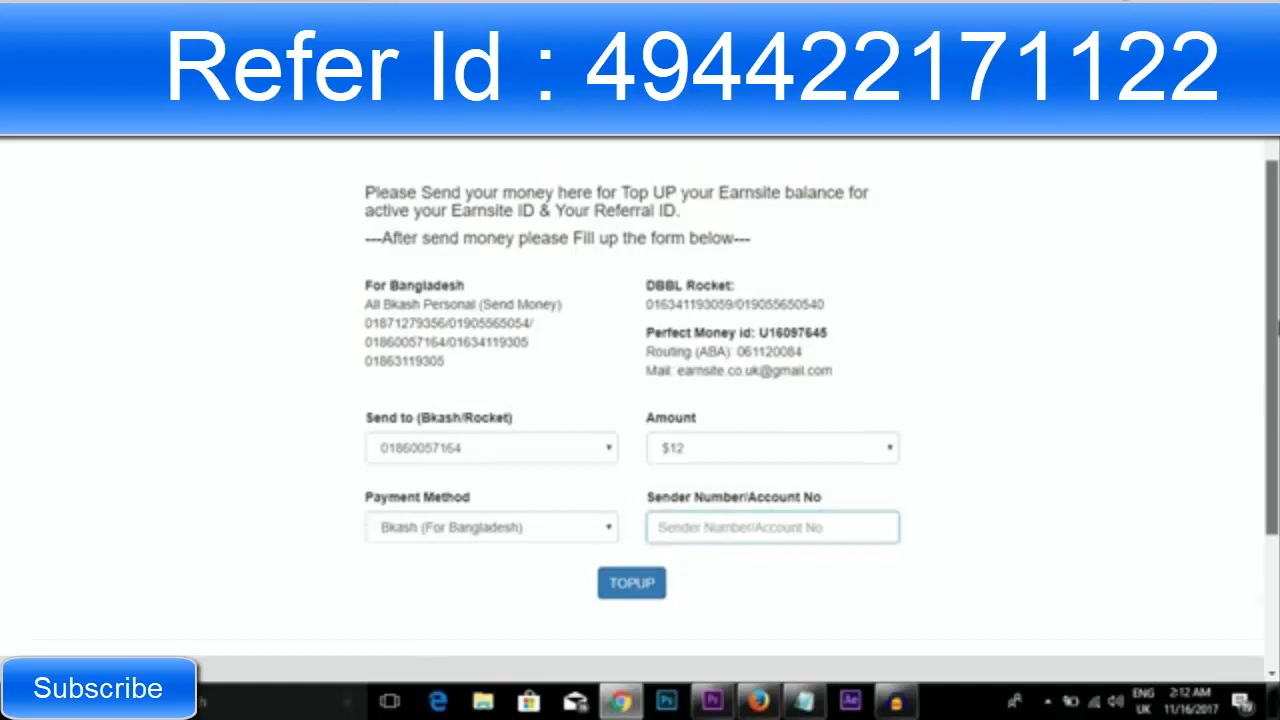 Refer Id : 494422171122
Please Send your money here for Top UP your Earnsite balance for
active your Earnsite ID & Your Referral ID.
---After send money please Fill up the form below---
For Bangladesh
All Bkash Personal (Send Money)
01871279356/01905565054/
01860057164/01634119305
01863119305
DBBL Rocket:
016341193059/019055650540
Perfect Money id: U16097645
Routing (ABA): 061120084
Mail: earnsite.co.uk@gmail.com
Send to (Bkash/Rocket)
Amount
01860057164
$12
Payment Method
Sender Number/Account No
Bkash (For Bangladesh)
Sender Number/Account No
TOPUP
Subscribe
ENG
UK
2:12 AM
11/16/2017